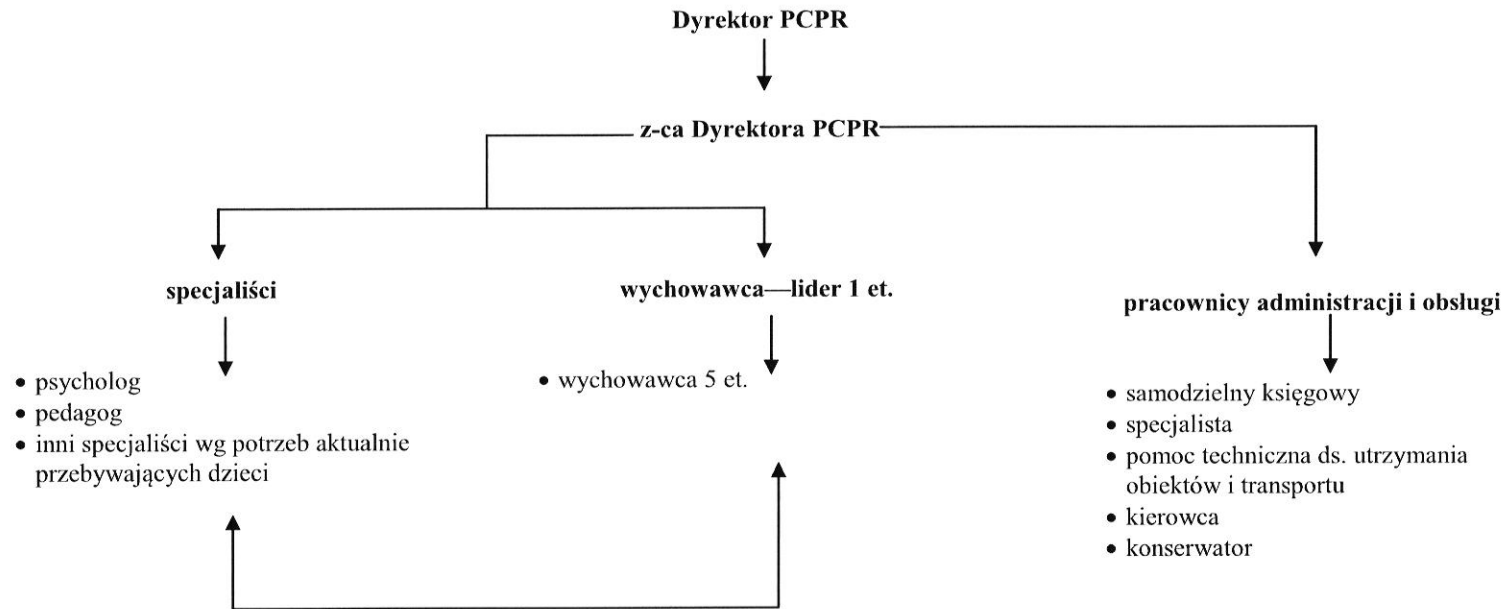 Dyrektor PCPR
z-ca Dyrektora PCPR
specjaliści
• psycholog
• pedagog
• inni specjaliści wg potrzeb aktualnie
przebywających dzieci
wychowawca—lider 1 et.
• wychowawca 5 et.
pracownicy administracji i obsługi
• samodzielny księgowy
• specjalista
• pomoc techniczna ds. utrzymania
obiektów i transportu
• kierowca
• konserwator